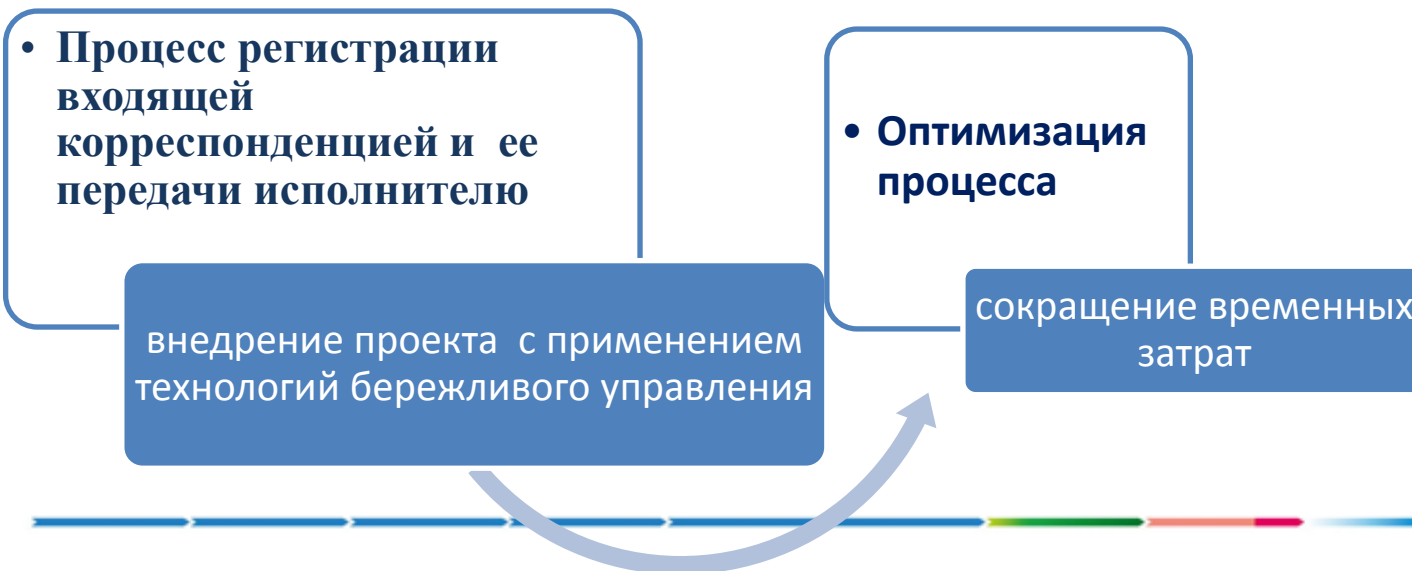 • Процесс регистрации
входящей
корреспонденцией и ее
передачи исполнителю
внедрение проекта с применением
технологий бережливого управления
• Оптимизация
процесса
сокращение временных
затрат